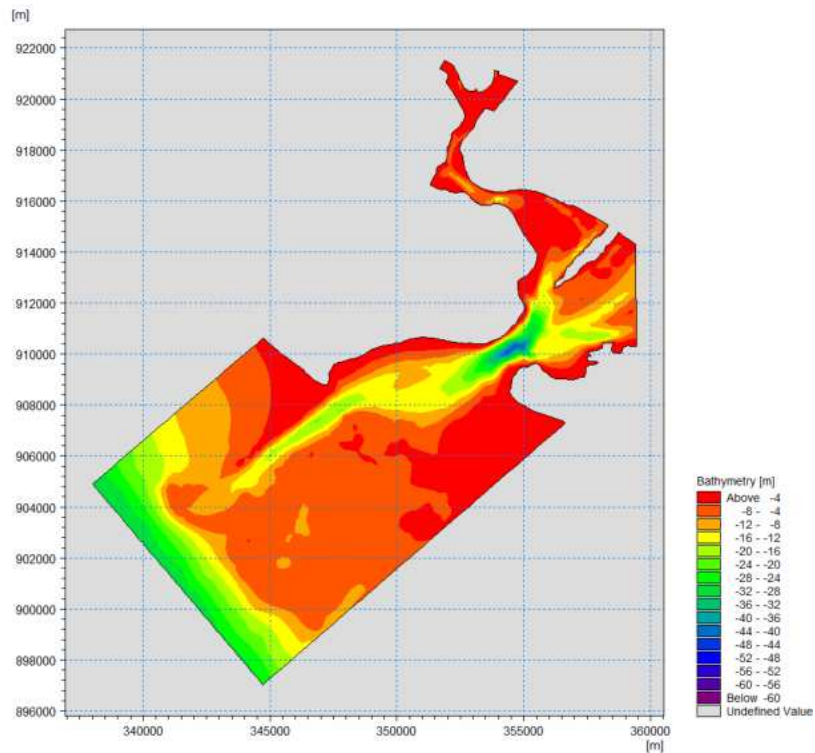 [m]
922000
920000
918000
916000
914000
912000
910000
908000
906000
904000
902000
900000
898000
896000
340000 345000 350000 355000 360000
[m]
Bathymetry [m]
Above -4
-8 - -4
-12 - -8
-16 - -12
-20 - -16
-24 - -20
-28 - -24
-32 - -28
-36 - -32
-40 - -36
-44 - -40
-48 - -44
-52 - -48
-56 - -52
-60 - -56
Below -60
Undefined Value